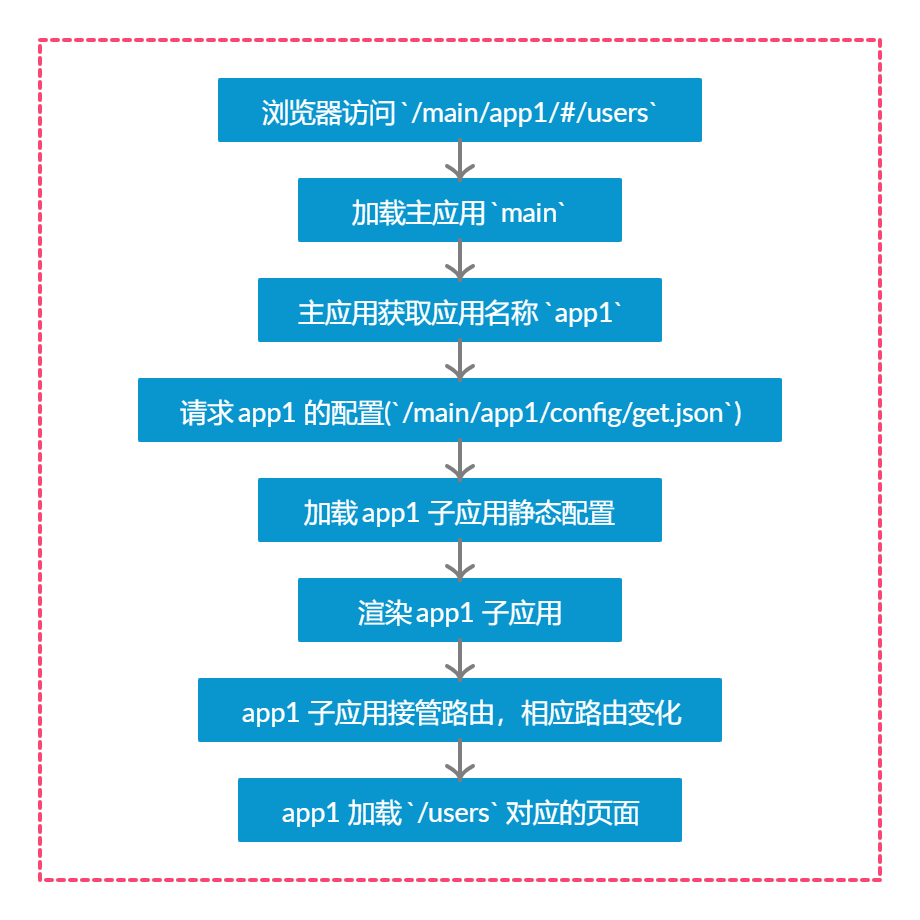 浏览器访问 `/main/app1/#/users`
加载主应用 `main`
主应用获取应用名称 `app1`
请求 app1 的配置(`/main/app1/config/get.json`)
加载 app1 子应用静态配置
渲染 app1 子应用
app1 子应用接管路由，相应路由变化
app1 加载 `/users` 对应的页面